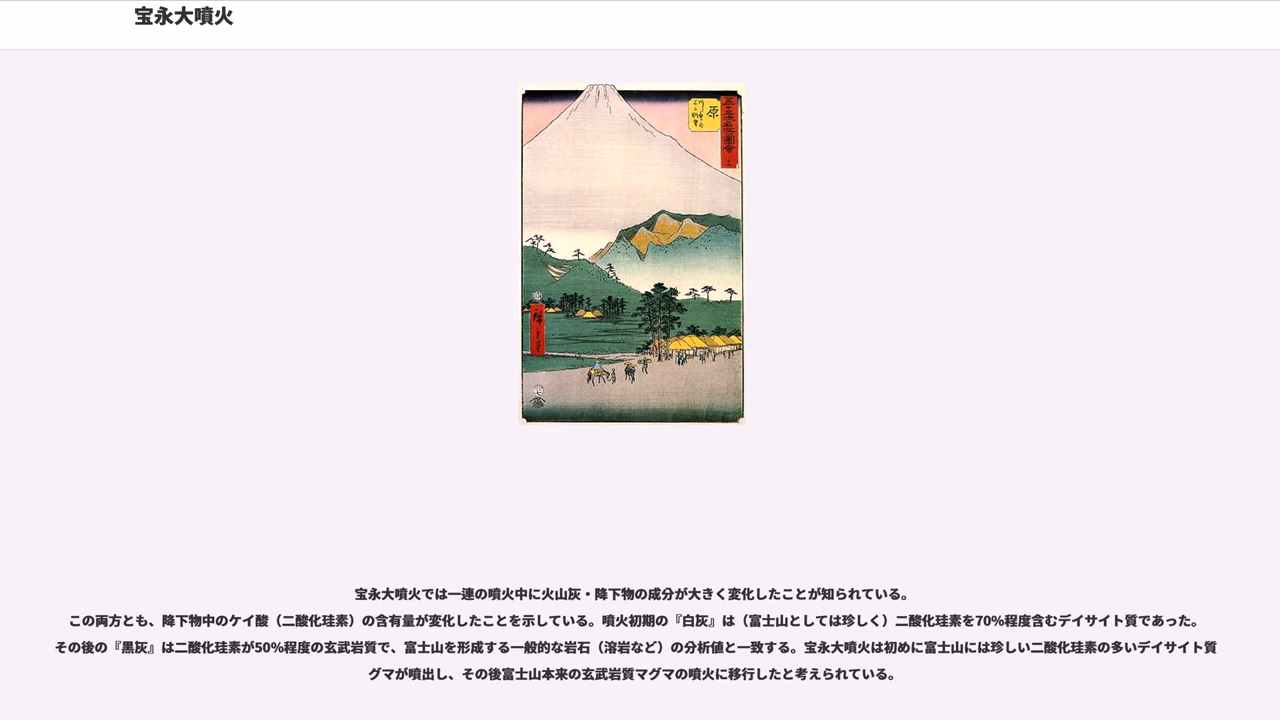 宝永大噴火
原
五十三次名所図会
十四
宝永大噴火では一連の噴火中に火山灰・降下物の成分が大きく変化したことが知られている。
この両方とも、降下物中のケイ酸（二酸化珪素）の含有量が変化したことを示している。噴火初期の『白灰』は（富士山としては珍しく）二酸化珪素を70%程度含むデイサイト質であった。
その後の『黒灰』は二酸化珪素が50%程度の玄武岩質で、富士山を形成する一般的な岩石（溶岩など）の分析値と一致する。宝永大噴火は初めに富士山には珍しい二酸化珪素の多いデイサイト質
グマが噴出し、その後富士山本来の玄武岩質マグマの噴火に移行したと考えられている。